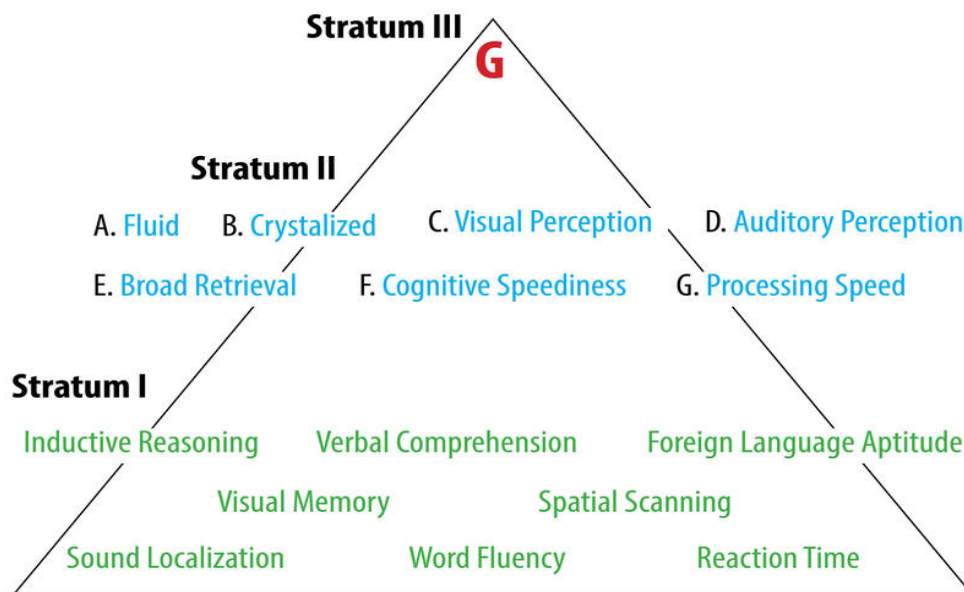 Stratum III
G
Stratum II
A. Fluid B. Crystalized C. Visual Perception D. Auditory Perception
E. Broad Retrieval F. Cognitive Speediness G. Processing Speed
Stratum I
Inductive Reasoning Verbal Comprehension Foreign Language Aptitude
Visual Memory Spatial Scanning
Sound Localization Word Fluency Reaction Time